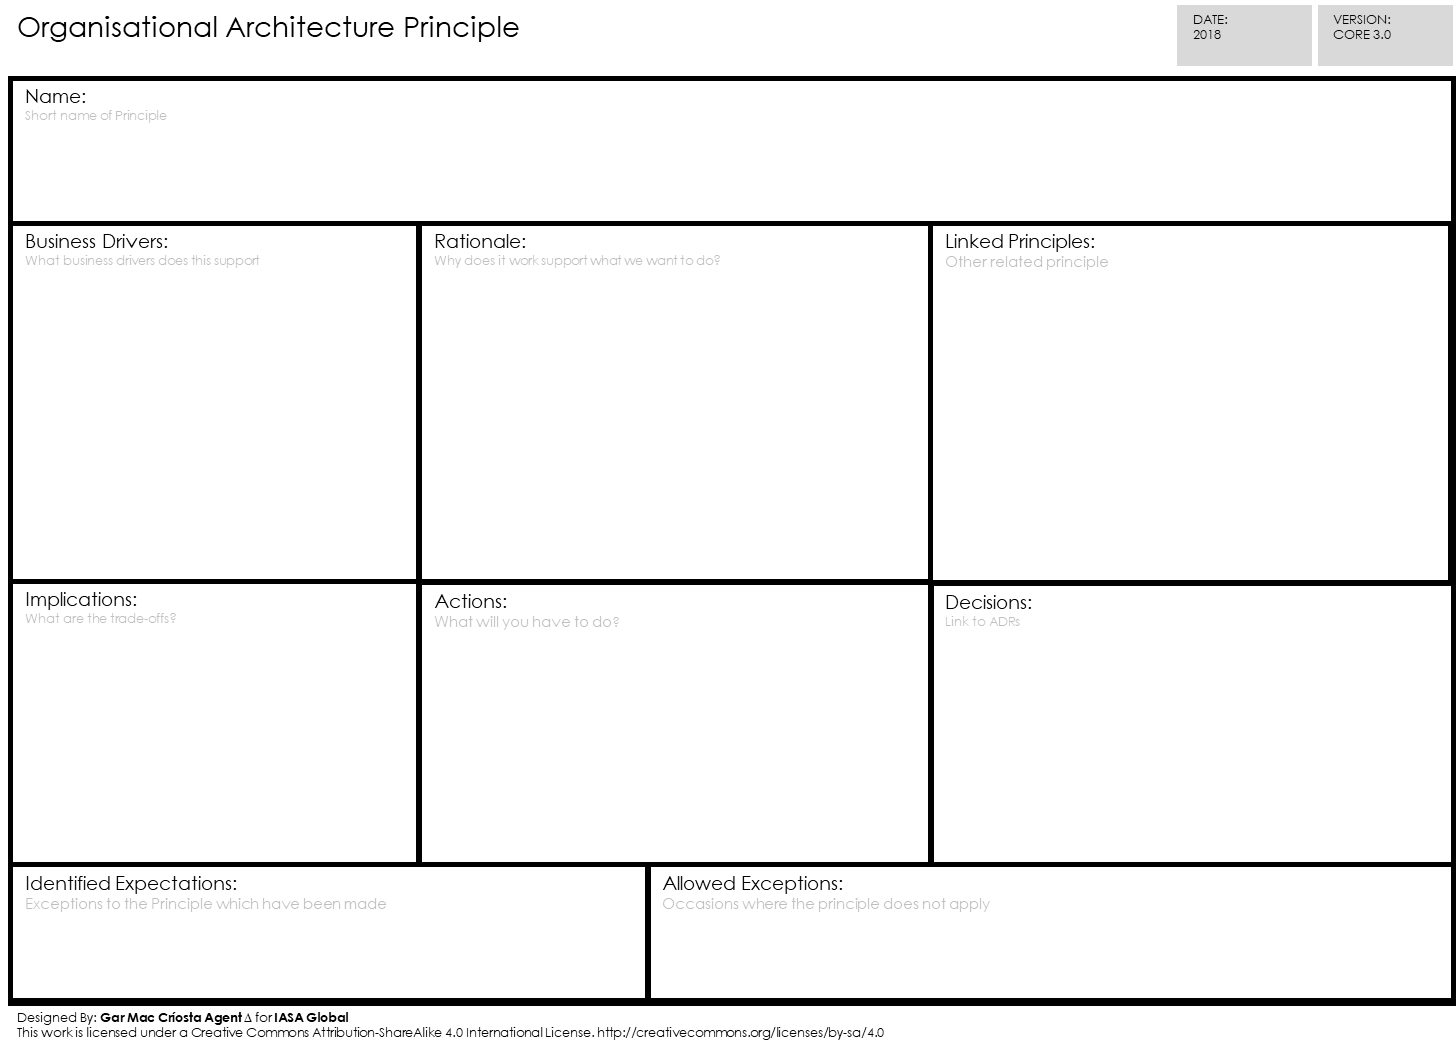 Organisational Architecture Principle
DATE:
2018
VERSION:
CORE 3.0
Name:
Short name of Principle
Business Drivers:
What business drivers does this support
Rationale:
Why does it work support what we want to do?
Linked Principles:
Other related principle
Implications:
What are the trade-offs?
Actions:
What will you have to do?
Decisions:
Link to ADRs
Identified Expectations:
Exceptions to the Principle which have been made
Allowed Exceptions:
Occasions where the principle does not apply
Designed By: Gar Mac Críosta Agent Δ for IASA Global
This work is licensed under a Creative Commons Attribution-ShareAlike 4.0 International License. http://creativecommons.org/licenses/by-sa/4.0